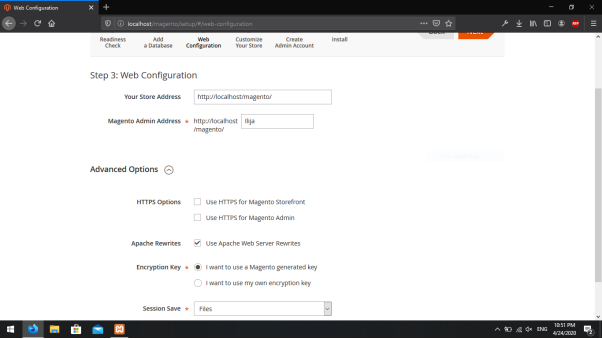 Web Configuration
localhost/magento/setup/#/web-configuration
Readiness Check
Add a Database
Web Configuration
Customize Your Store
Create Admin Account
Install
Step 3: Web Configuration
Your Store Address
http://localhost/magento/
Magento Admin Address * http://localhost/magento/ Ilija
Advanced Options
HTTPS Options
Use HTTPS for Magento Storefront
Use HTTPS for Magento Admin
Apache Rewrites
Use Apache Web Server Rewrites
Encryption Key *
I want to use a Magento generated key
I want to use my own encryption key
Session Save * Files
ENG
10:51 PM
4/24/2020